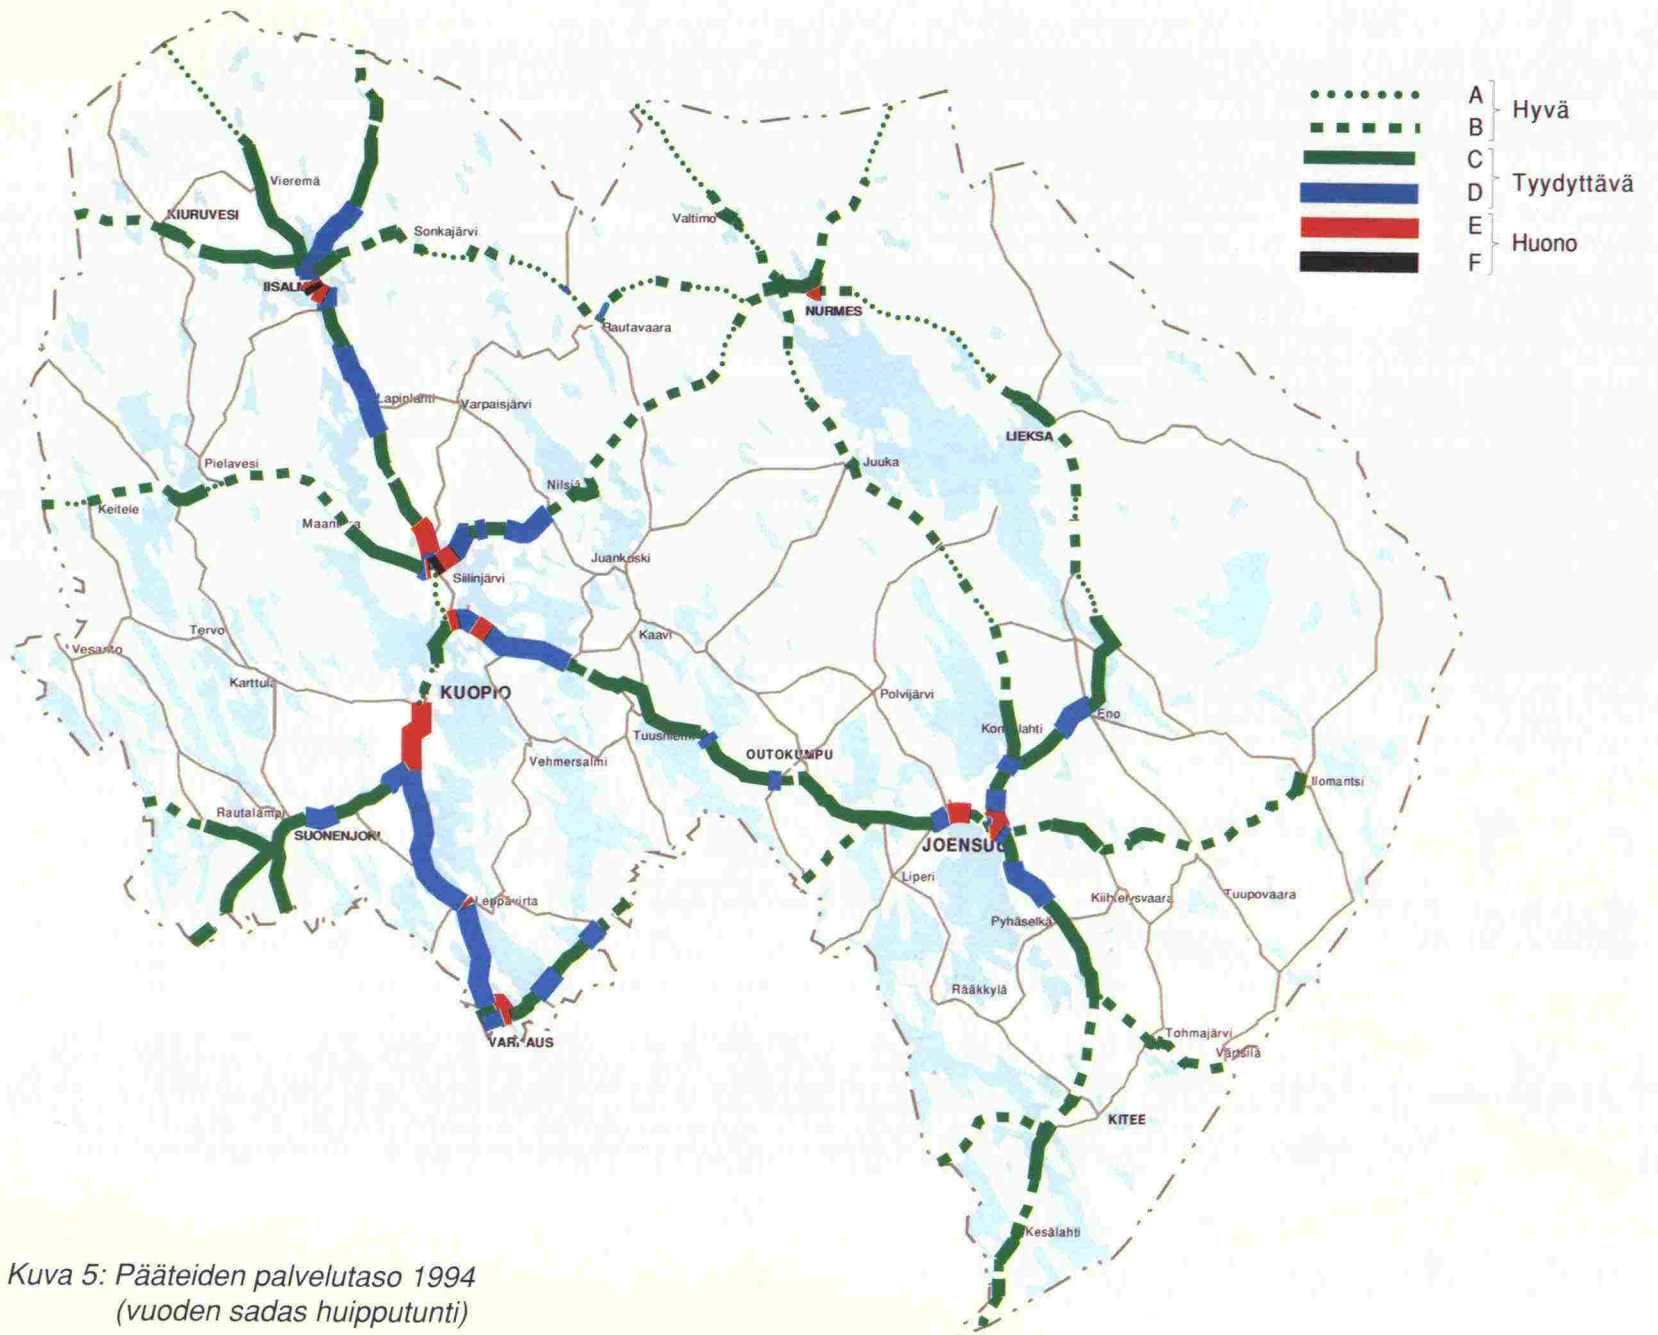 A
Hyvä
B
C
Tyydyttävä
D
E
Huono
F
Vieremä
KIURUVESI
Sonkajärvi
Valtimo
NURMES
Rautavaara
Lapinlahti
Varpaisjärvi
LIEKSA
Pielavesi
Juuka
Nilsiä
Keitele
Juankoski
Siilinjärvi
Tervo
Kaavi
Vesanto
Karttula
KUOPIO
Polvijärvi
Eno
Tuusniemi
OUTOKUMPU
Vehmersalmi
Ilomantsi
Rautalampi
SUONENJOKI
JOENSUU
Liperi
Kiihtelysvaara
Tuupovaara
Leppävirta
Pyhäselkä
Rääkkylä
Tohmajärvi
VARKAUS
Värtsilä
KITEE
Kesälahti
Kuva 5: Pääteiden palvelutaso 1994
(vuoden sadas huipputunti)